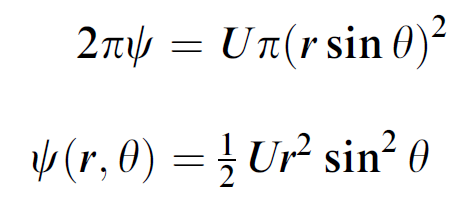 2πψ = Uπ(r sin θ)²
ψ(r, θ) = ½ Ur² sin² θ